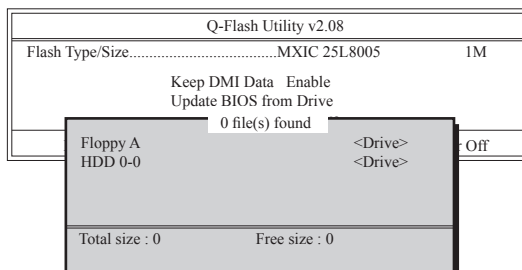 Q-Flash Utility v2.08
Flash Type/Size.................................MXIC 25L8005 1M
Keep DMI Data Enable
Update BIOS from Drive
0 file(s) found
Floppy A <Drive>
HDD 0-0 <Drive>
Off
Total size : 0 Free size : 0